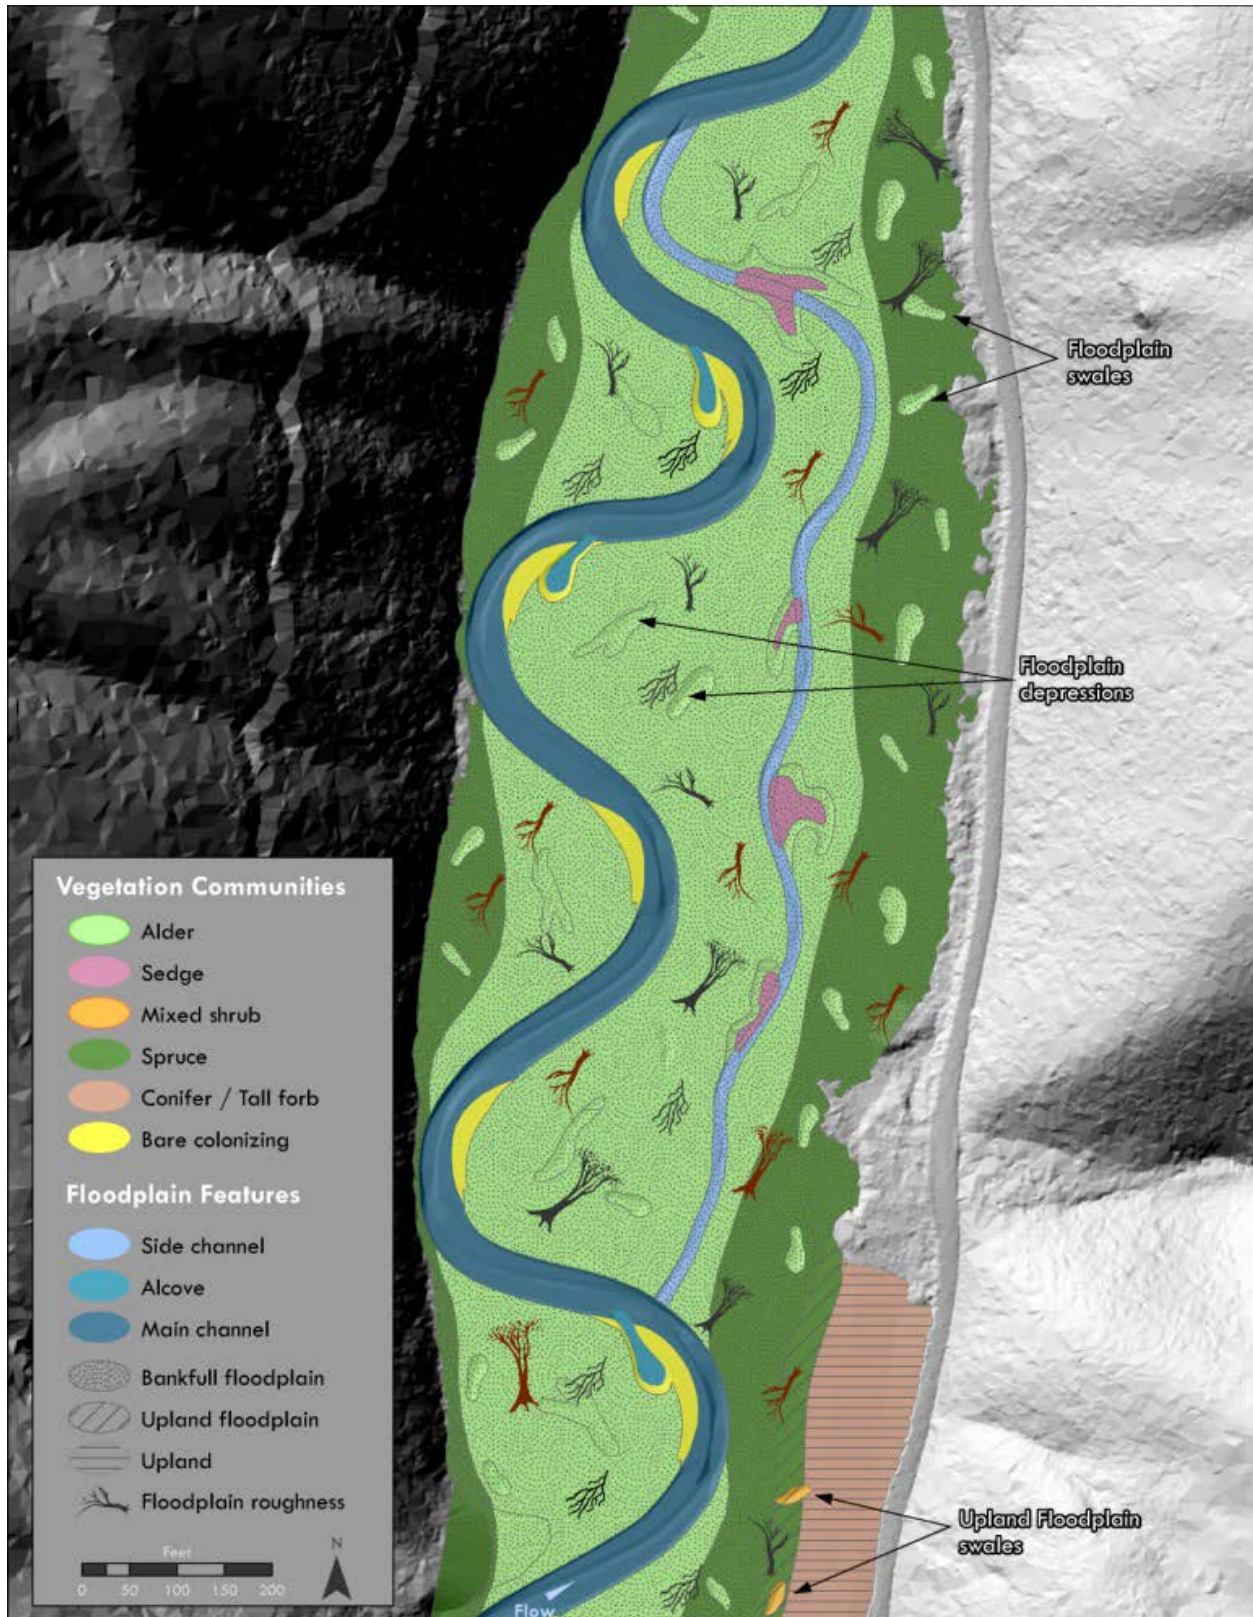 Floodplain
swales
Floodplain
depressions
Vegetation Communities
Alder
Sedge
Mixed shrub
Spruce
Conifer / Tall forb
Bare colonizing
Floodplain Features
Side channel
Alcove
Main channel
Bankfull floodplain
Upland floodplain
Upland
Floodplain roughness
Feet
0 50 100 150 200
N
Upland Floodplain
swales
Flow